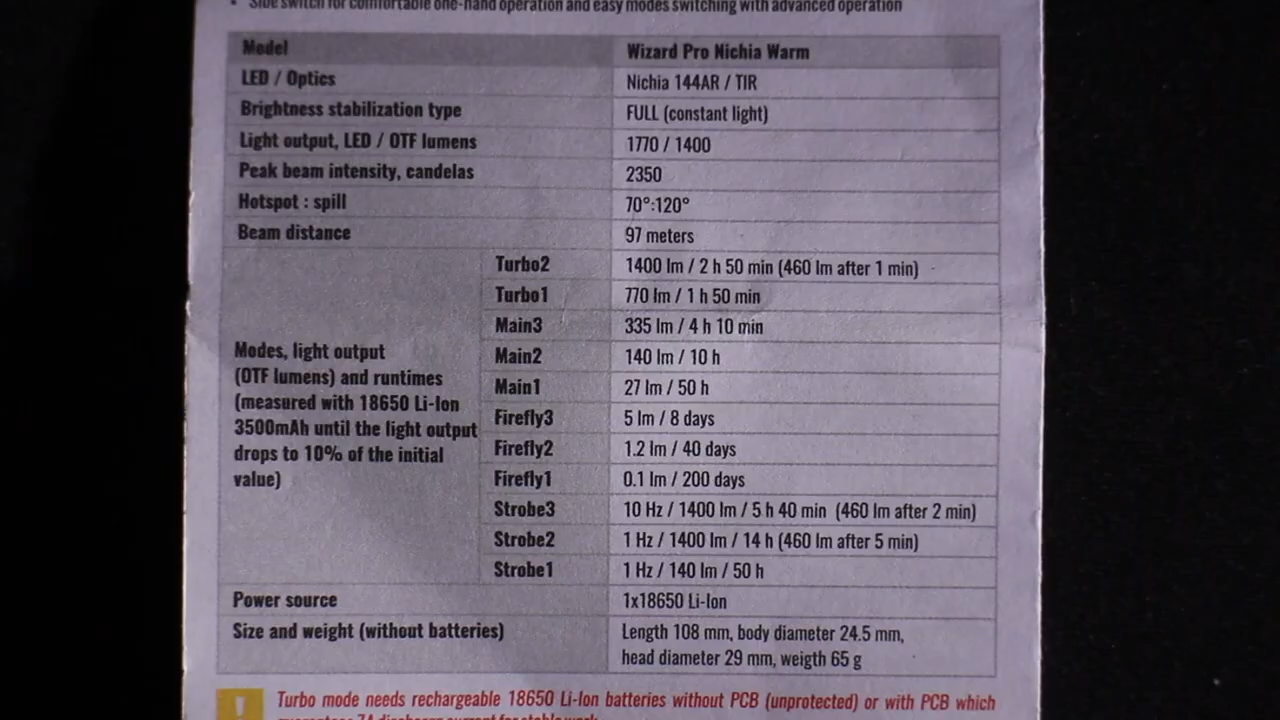 • Side switch for comfortable one-hand operation and easy modes switching with advanced operation
Model Wizard Pro Nichia Warm
LED / Optics Nichia 144AR / TIR
Brightness stabilization type FULL (constant light)
Light output, LED / OTF lumens 1770 / 1400
Peak beam intensity, candelas 2350
Hotspot : spill 70°:120°
Beam distance 97 meters
Modes, light output
(OTF lumens) and runtimes
(measured with 18650 Li-Ion
3500mAh until the light output
drops to 10% of the initial
value)
Turbo2 1400 lm / 2 h 50 min (460 lm after 1 min)
Turbo1 770 lm / 1 h 50 min
Main3 335 lm / 4 h 10 min
Main2 140 lm / 10 h
Main1 27 lm / 50 h
Firefly3 5 lm / 8 days
Firefly2 1.2 lm / 40 days
Firefly1 0.1 lm / 200 days
Strobe3 10 Hz / 1400 lm / 5 h 40 min (460 lm after 2 min)
Strobe2 1 Hz / 1400 lm / 14 h (460 lm after 5 min)
Strobe1 1 Hz / 140 lm / 50 h
Power source 1x18650 Li-Ion
Size and weight (without batteries) Length 108 mm, body diameter 24.5 mm,
head diameter 29 mm, weigth 65 g
! Turbo mode needs rechargeable 18650 Li-Ion batteries without PCB (unprotected) or with PCB which
7A discharge current for stable work